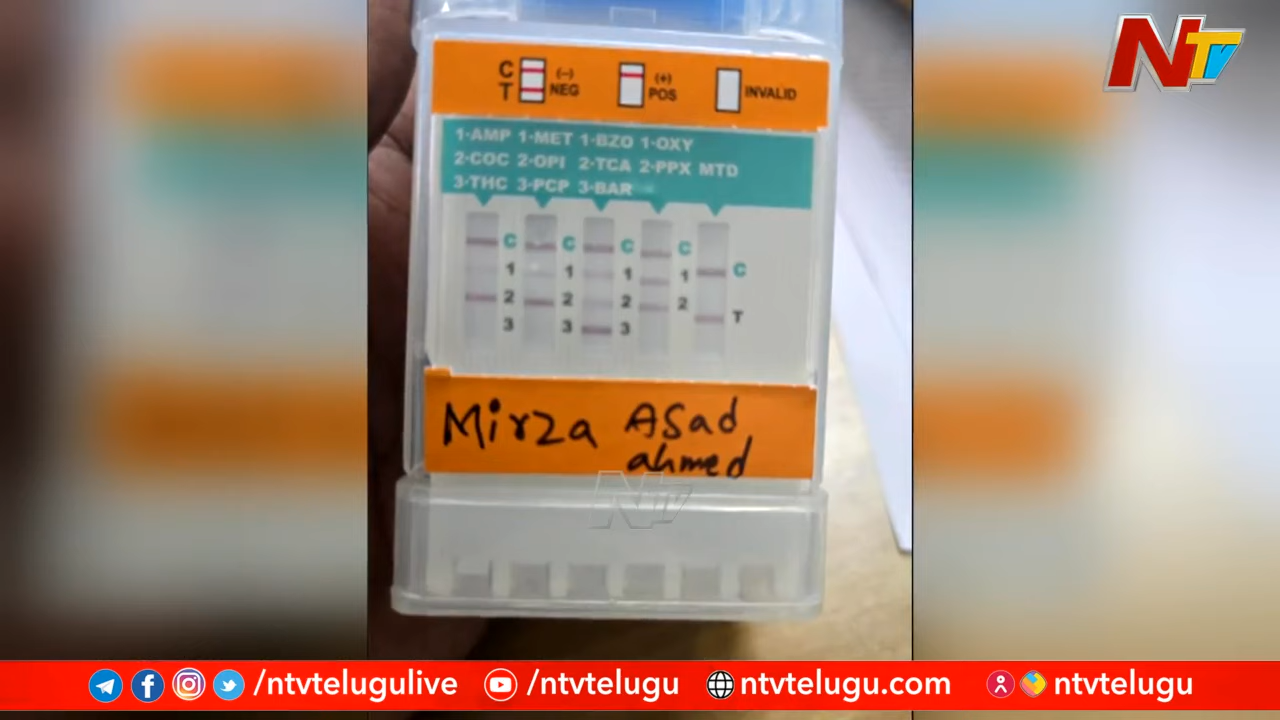 NTV
C
T
(-)
NEG
(+)
POS
INVALID
1-AMP 1-MET 1-BZO 1-OXY
2-COC 2-OPI 2-TCA 2-PPX MTD
3-THC 3-PCP 3-BAR
C C C C C
1 1 1 1
2 2 2 2 T
3 3 3
Mirza Asad
ahmed
NTV
/ntvtelugulive /ntvtelugu ntvtelugu.com ntvtelugu